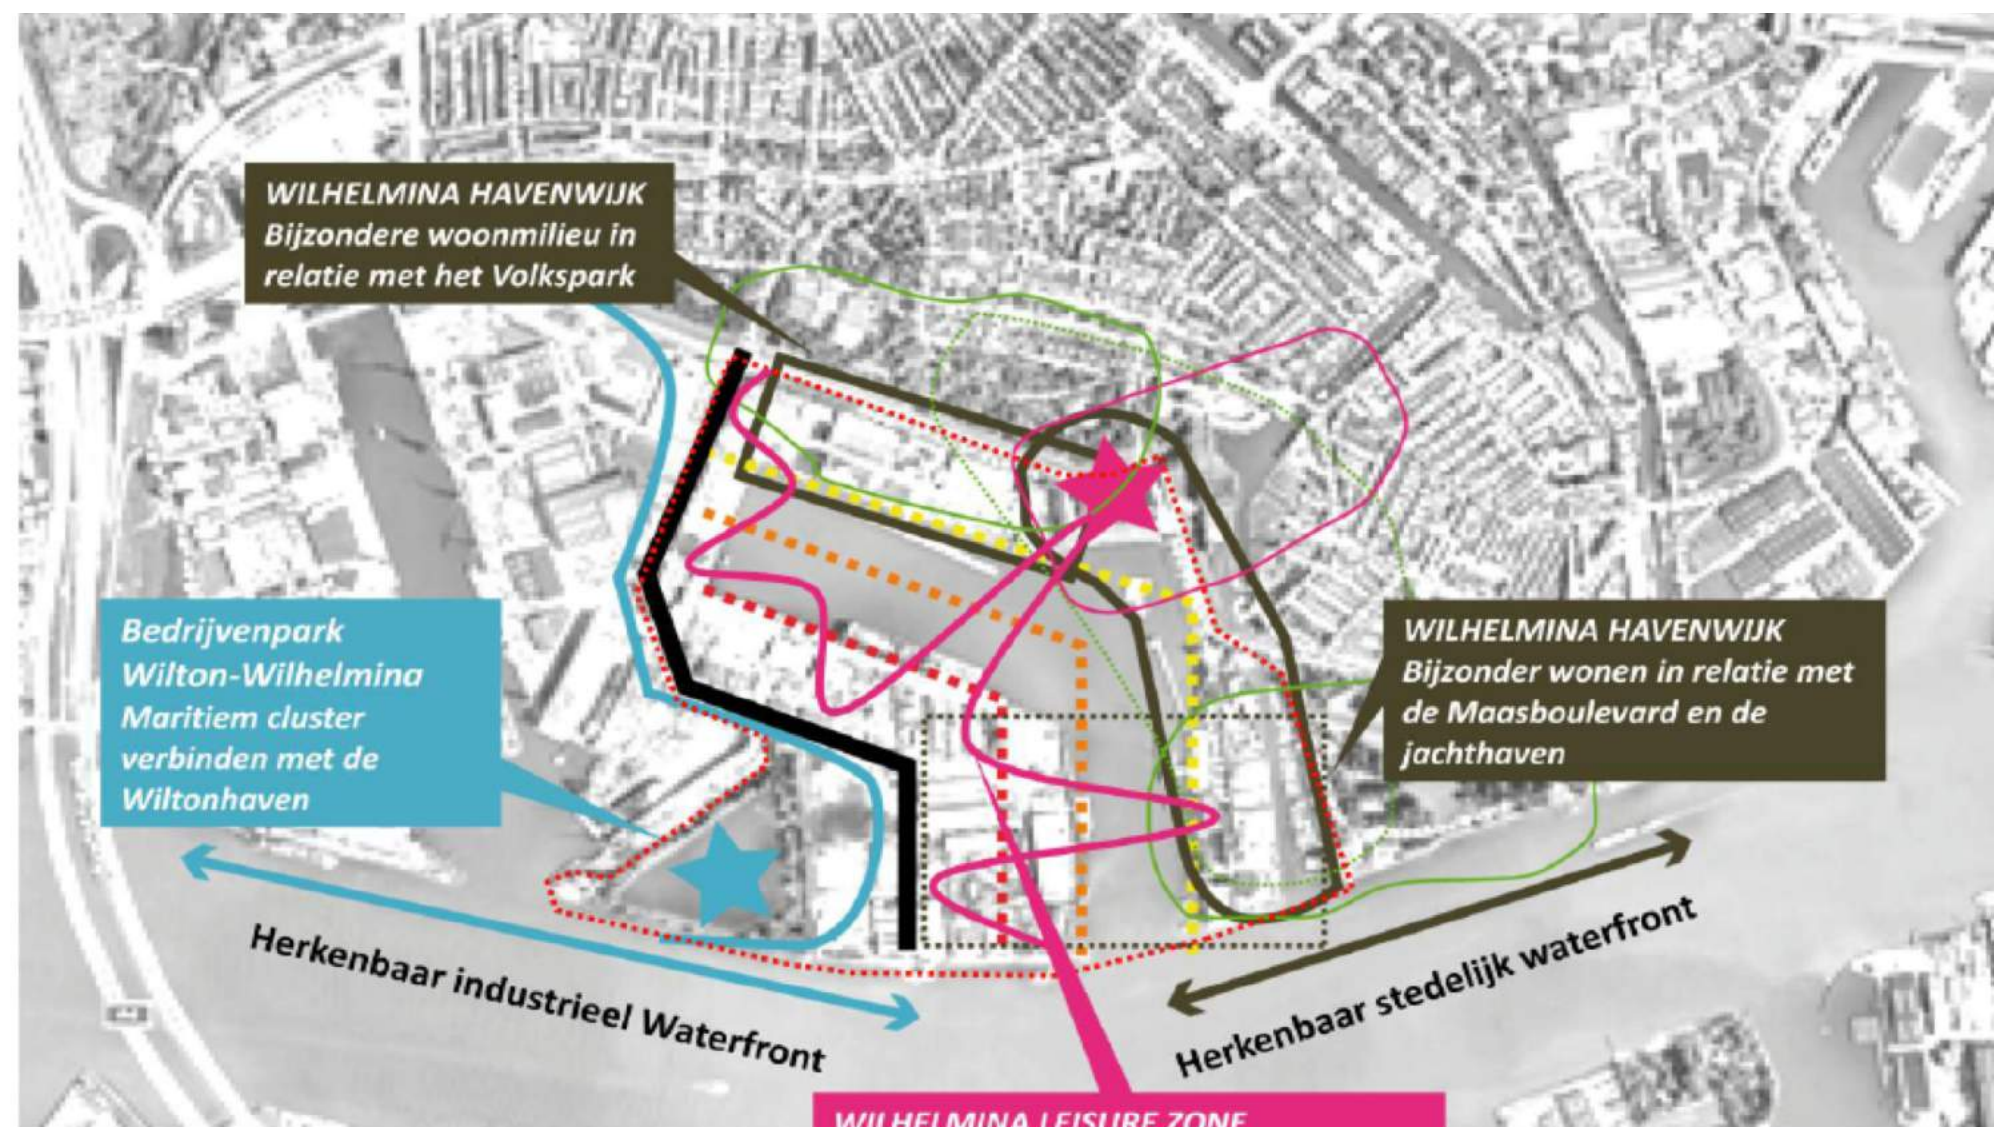 WILHELMINA HAVENWIJK
Bijzondere woonmilieu in
relatie met het Volkspark
Bedrijvenpark
Wilton-Wilhelmina
Maritiem cluster
verbinden met de
Wiltonhaven
WILHELMINA HAVENWIJK
Bijzonder wonen in relatie met
de Maasboulevard en de
jachthaven
Herkenbaar industrieel Waterfront
Herkenbaar stedelijk waterfront
WILHELMINA LEISURE ZONE